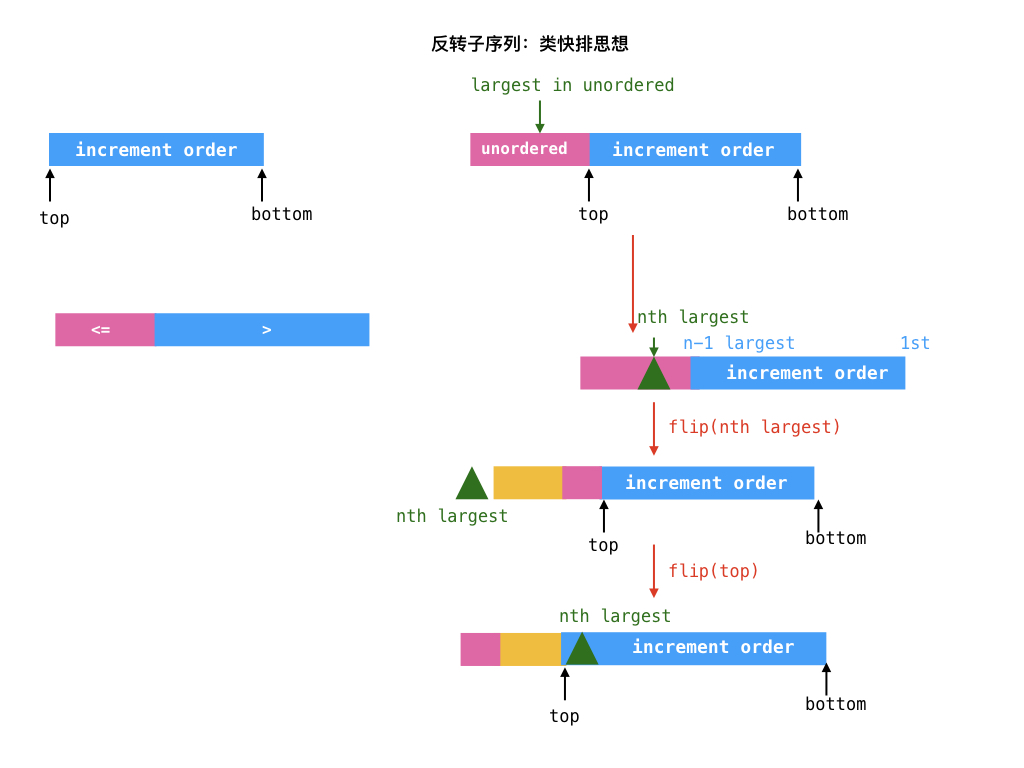 反转子序列：类快排思想
largest in unordered
increment order
unordered
increment order
top
bottom
top
bottom
<=
>
nth largest
n-1 largest
1st
increment order
flip(nth largest)
increment order
nth largest
top
bottom
flip(top)
nth largest
increment order
top
bottom